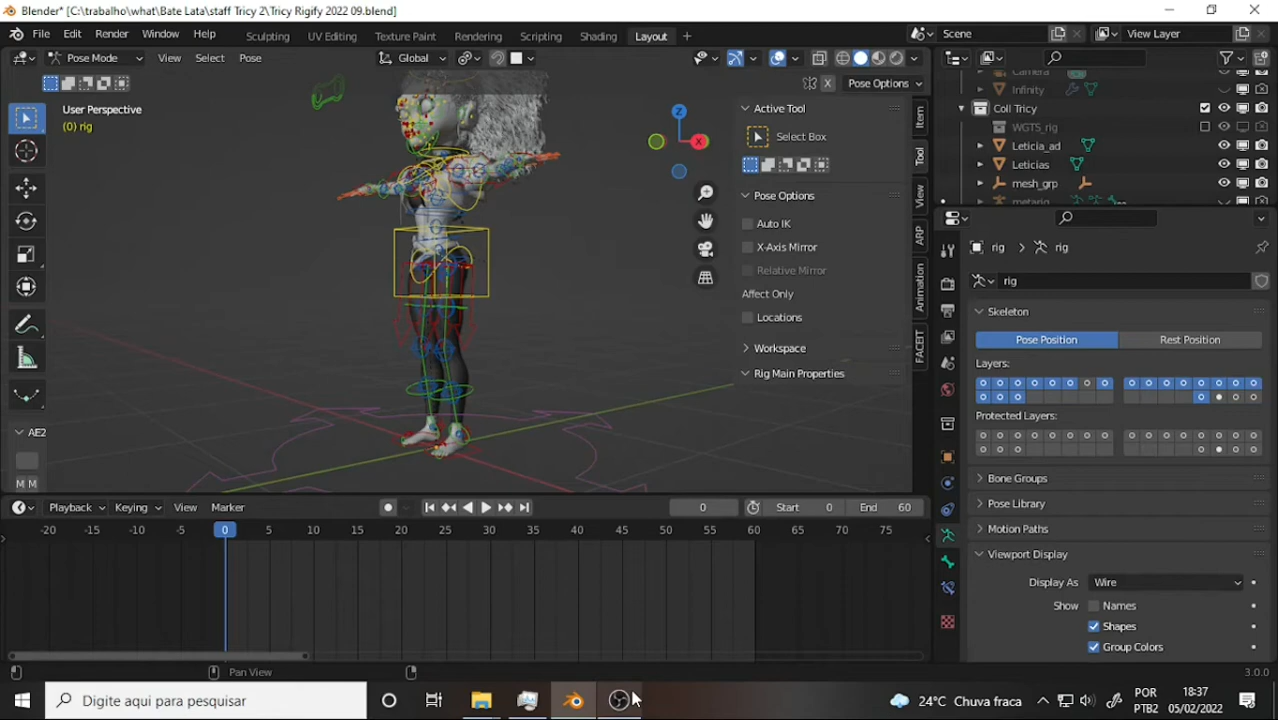 Blender* [C:\trabalho\what\Bate Lata\staff Tricy 2\Tricy Rigify 2022 09.blend]
File Edit Render Window Help Sculpting UV Editing Texture Paint Rendering Scripting Shading Layout + Scene View Layer
Pose Mode View Select Pose Global
X Pose Options
User Perspective
(0) rig
Z
X
Active Tool
Select Box
Pose Options
Auto IK
X-Axis Mirror
Relative Mirror
Affect Only
Locations
Workspace
Rig Main Properties
Item
Tool
View
ARP
Animation
FACEIT
AE2
M M
Camera
Infinity
Coll Tricy
WGTS_rig
Leticia_ad
Leticias
mesh_grp
metarig
rig > rig
rig
Skeleton
Pose Position Rest Position
Layers:
Protected Layers:
Bone Groups
Pose Library
Motion Paths
Viewport Display
Display As Wire
Show Names
Shapes
Group Colors
Playback Keying View Marker 0 Start 0 End 60
-20 -15 -10 -5 0 5 10 15 20 25 30 35 40 45 50 55 60 65 70 75
Pan View 3.0.0
Digite aqui para pesquisar
24°C Chuva fraca
POR
PTB2
18:37
05/02/2022